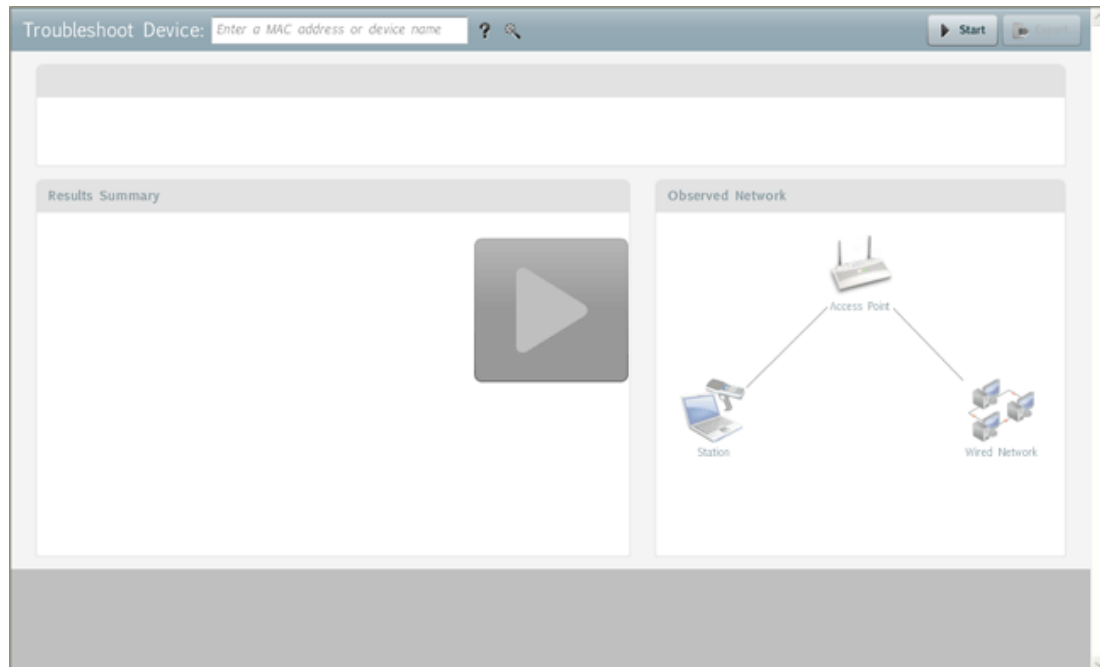 Troubleshoot Device: Enter a MAC address or device name ? Start
Results Summary
Observed Network
Access Point
Station
Wired Network